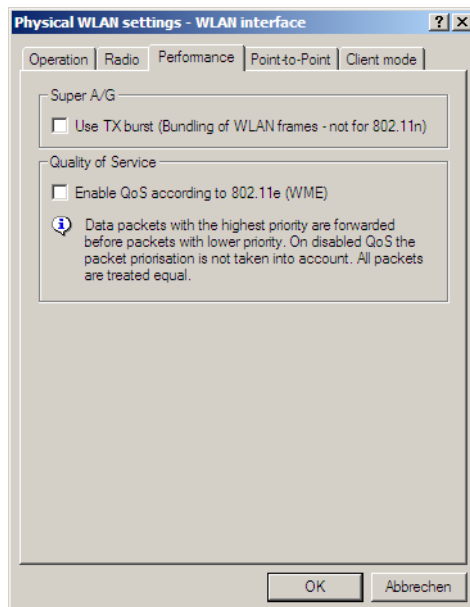 Physical WLAN settings - WLAN interface
Operation Radio Performance Point-to-Point Client mode
Super A/G
Use TX burst (Bundling of WLAN frames - not for 802.11n)
Quality of Service
Enable QoS according to 802.11e (WME)
Data packets with the highest priority are forwarded
before packets with lower priority. On disabled QoS the
packet priorisation is not taken into account. All packets
are treated equal.
OK Abbrechen